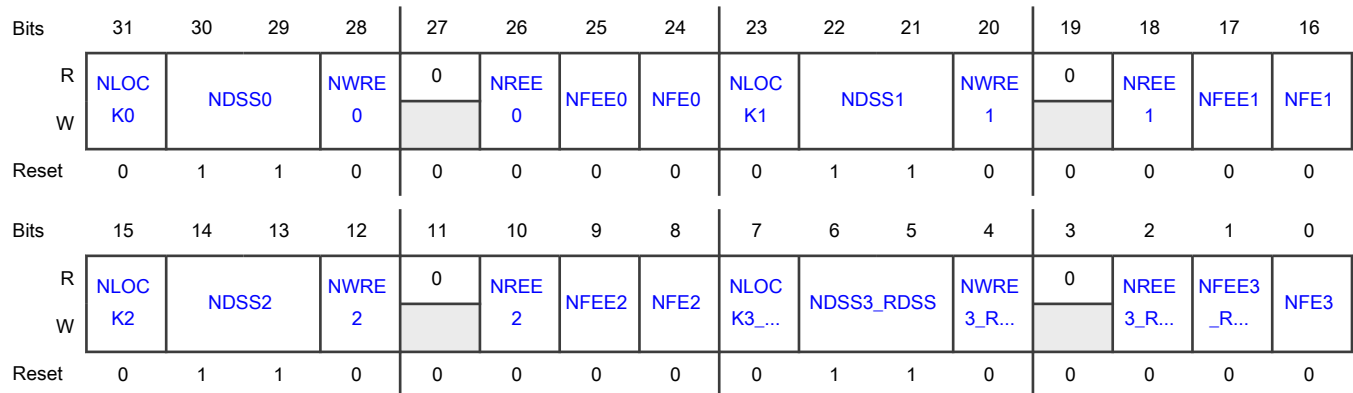 Bits 31 30 29 28 27 26 25 24 23 22 21 20 19 18 17 16
R NLOC NDSS0 NWRE 0 NREE NFEE0 NFE0 NLOC NDSS1 NWRE 0 NREE NFEE1 NFE1
W K0 0 0 K1 1 1
Reset 0 1 1 0 0 0 0 0 0 1 1 0 0 0 0 0
Bits 15 14 13 12 11 10 9 8 7 6 5 4 3 2 1 0
R NLOC NDSS2 NWRE 0 NREE NFEE2 NFE2 NLOC NDSS3_RDSS NWRE 0 NREE NFEE3 NFE3
W K2 2 2 K3_... 3_R... 3_R... _R...
Reset 0 1 1 0 0 0 0 0 0 1 1 0 0 0 0 0